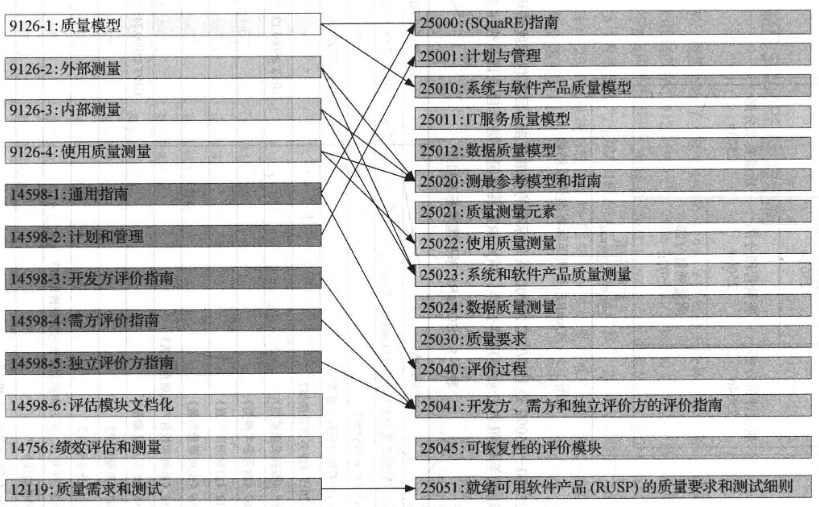 9126-1:质量模型
9126-2:外部测量
9126-3:内部测量
9126-4:使用质量测量
14598-1:通用指南
14598-2:计划和管理
14598-3:开发方评价指南
14598-4:需方评价指南
14598-5:独立评价方指南
14598-6:评估模块文档化
14756:绩效评估和测量
12119:质量需求和测试
25000:(SQuaRE)指南
25001:计划与管理
25010:系统与软件产品质量模型
25011:IT服务质量模型
25012:数据质量模型
25020:测最参考模型和指南
25021:质量测量元素
25022:使用质量测量
25023:系统和软件产品质量测量
25024:数据质量测量
25030:质量要求
25040:评价过程
25041:开发方、需方和独立评价方的评价指南
25045:可恢复性的评价模块
25051:就绪可用软件产品(RUSP)的质量要求和测试细则